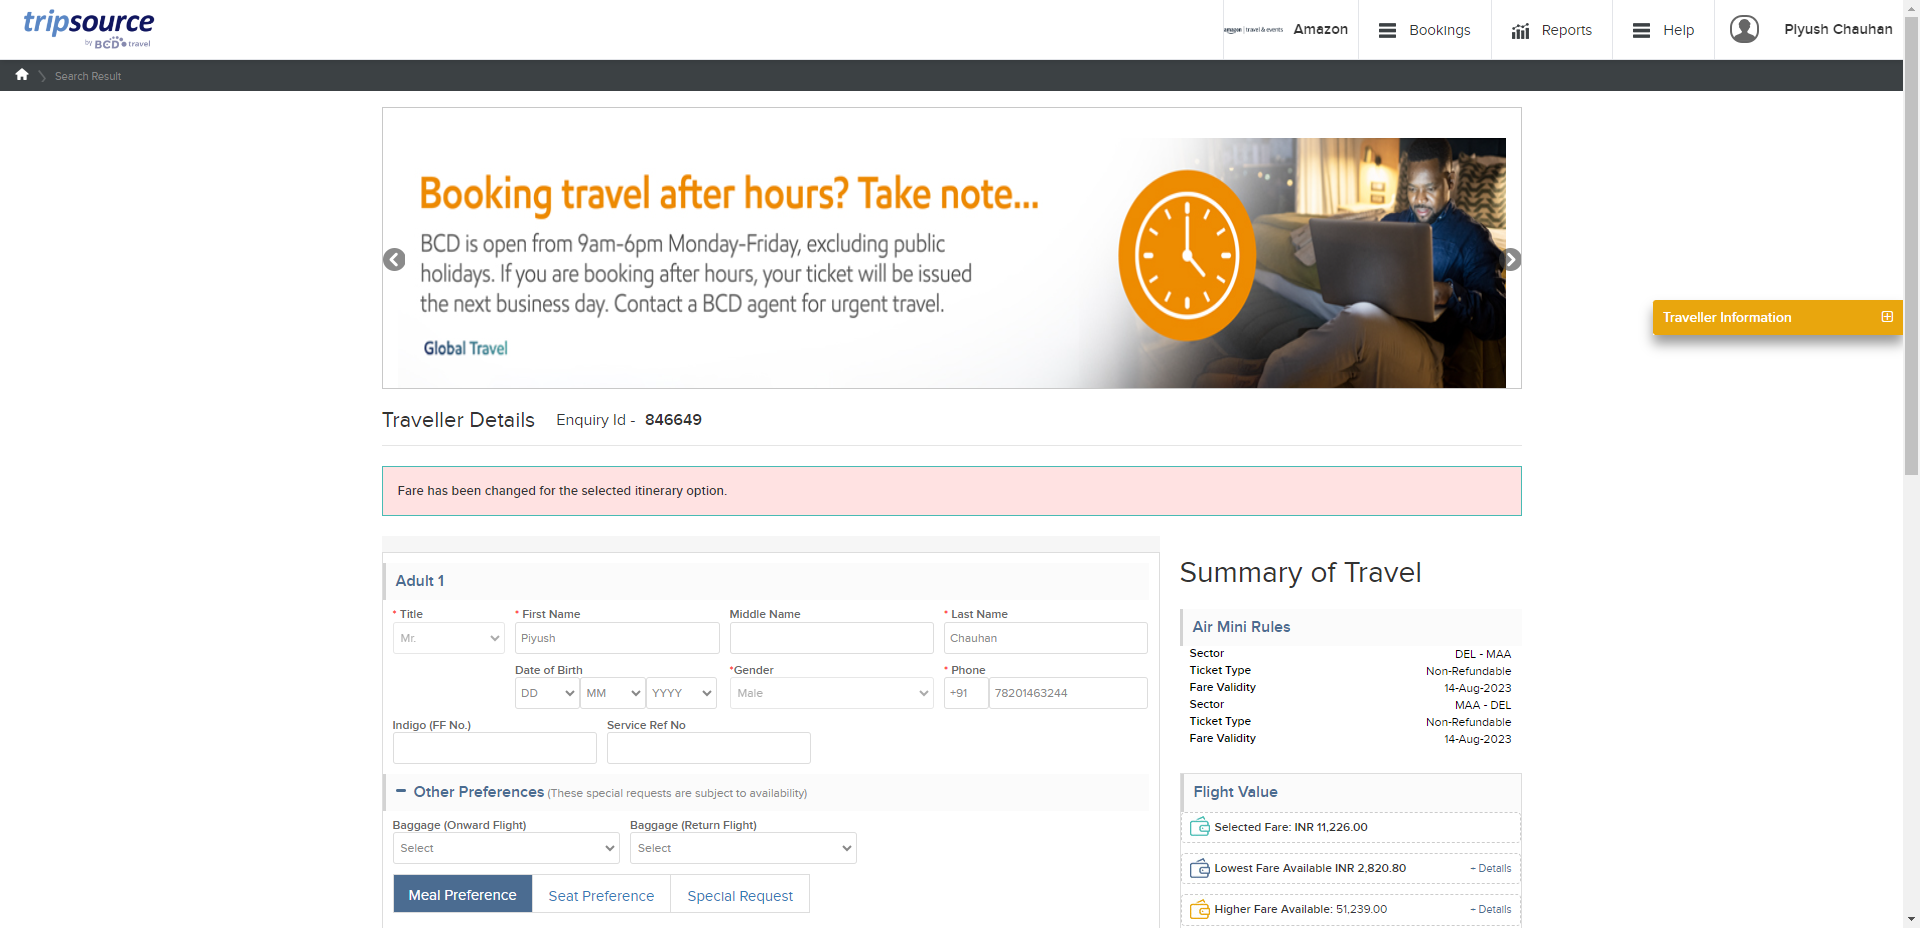 tripsource
by BCD travel
amazon | travel & events Amazon
Bookings
Reports
Help
Piyush Chauhan
Search Result
Booking travel after hours? Take note...
BCD is open from 9am-6pm Monday-Friday, excluding public
holidays. If you are booking after hours, your ticket will be issued
the next business day. Contact a BCD agent for urgent travel.
Global Travel
Traveller Information
Traveller Details Enquiry Id - 846649
Fare has been changed for the selected itinerary option.
Adult 1
* Title * First Name Middle Name * Last Name
Mr. Piyush Chauhan
Date of Birth *Gender * Phone
DD MM YYYY Male +91 78201463244
Indigo (FF No.) Service Ref No
Other Preferences (These special requests are subject to availability)
Baggage (Onward Flight) Baggage (Return Flight)
Select Select
Meal Preference Seat Preference Special Request
Summary of Travel
Air Mini Rules
Sector DEL - MAA
Ticket Type Non-Refundable
Fare Validity 14-Aug-2023
Sector MAA - DEL
Ticket Type Non-Refundable
Fare Validity 14-Aug-2023
Flight Value
Selected Fare: INR 11,226.00
Lowest Fare Available INR 2,820.80 + Details
Higher Fare Available: 51,239.00 + Details